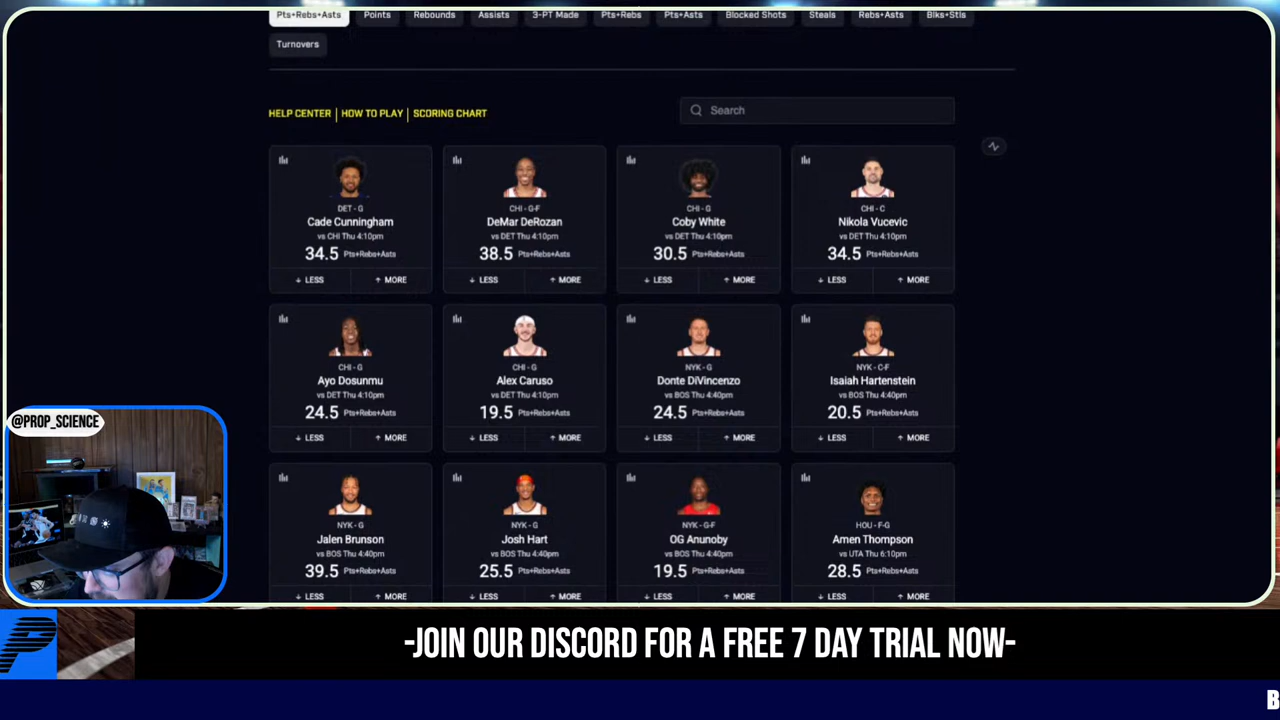 Pts+Rebs+Asts Points Rebounds Assists 3-PT Made Pts+Rebs Pts+Asts Blocked Shots Steals Rebs+Asts Blks+Stls
Turnovers
HELP CENTER | HOW TO PLAY | SCORING CHART
Search
DET - G
Cade Cunningham
vs CHI Thu 4:10pm
34.5 Pts+Rebs+Asts
↓ LESS ↑ MORE
CHI - G-F
DeMar DeRozan
vs DET Thu 4:10pm
38.5 Pts+Rebs+Asts
↓ LESS ↑ MORE
CHI - G
Coby White
vs DET Thu 4:10pm
30.5 Pts+Rebs+Asts
↓ LESS ↑ MORE
CHI - C
Nikola Vucevic
vs DET Thu 4:10pm
34.5 Pts+Rebs+Asts
↓ LESS ↑ MORE
CHI - G
Ayo Dosunmu
vs DET Thu 4:10pm
24.5 Pts+Rebs+Asts
↓ LESS ↑ MORE
CHI - G
Alex Caruso
vs DET Thu 4:10pm
19.5 Pts+Rebs+Asts
↓ LESS ↑ MORE
NYK - G
Donte DiVincenzo
vs BOS Thu 4:40pm
24.5 Pts+Rebs+Asts
↓ LESS ↑ MORE
NYK - C-F
Isaiah Hartenstein
vs BOS Thu 4:40pm
20.5 Pts+Rebs+Asts
↓ LESS ↑ MORE
NYK - G
Jalen Brunson
vs BOS Thu 4:40pm
39.5 Pts+Rebs+Asts
↓ LESS ↑ MORE
NYK - G
Josh Hart
vs BOS Thu 4:40pm
25.5 Pts+Rebs+Asts
↓ LESS ↑ MORE
NYK - G-F
OG Anunoby
vs BOS Thu 4:40pm
19.5 Pts+Rebs+Asts
↓ LESS ↑ MORE
HOU - F-G
Amen Thompson
vs UTA Thu 6:10pm
28.5 Pts+Rebs+Asts
↓ LESS ↑ MORE
@PROP_SCIENCE
-JOIN OUR DISCORD FOR A FREE 7 DAY TRIAL NOW-
B